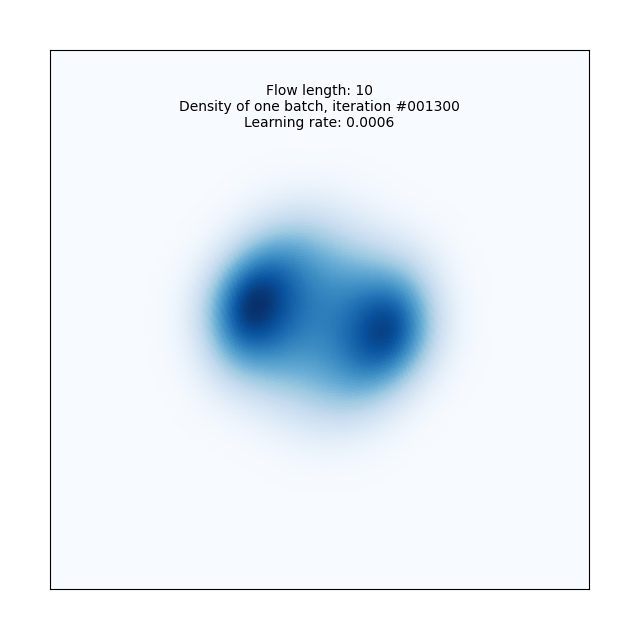 Flow length: 10
Density of one batch, iteration #001300
Learning rate: 0.0006